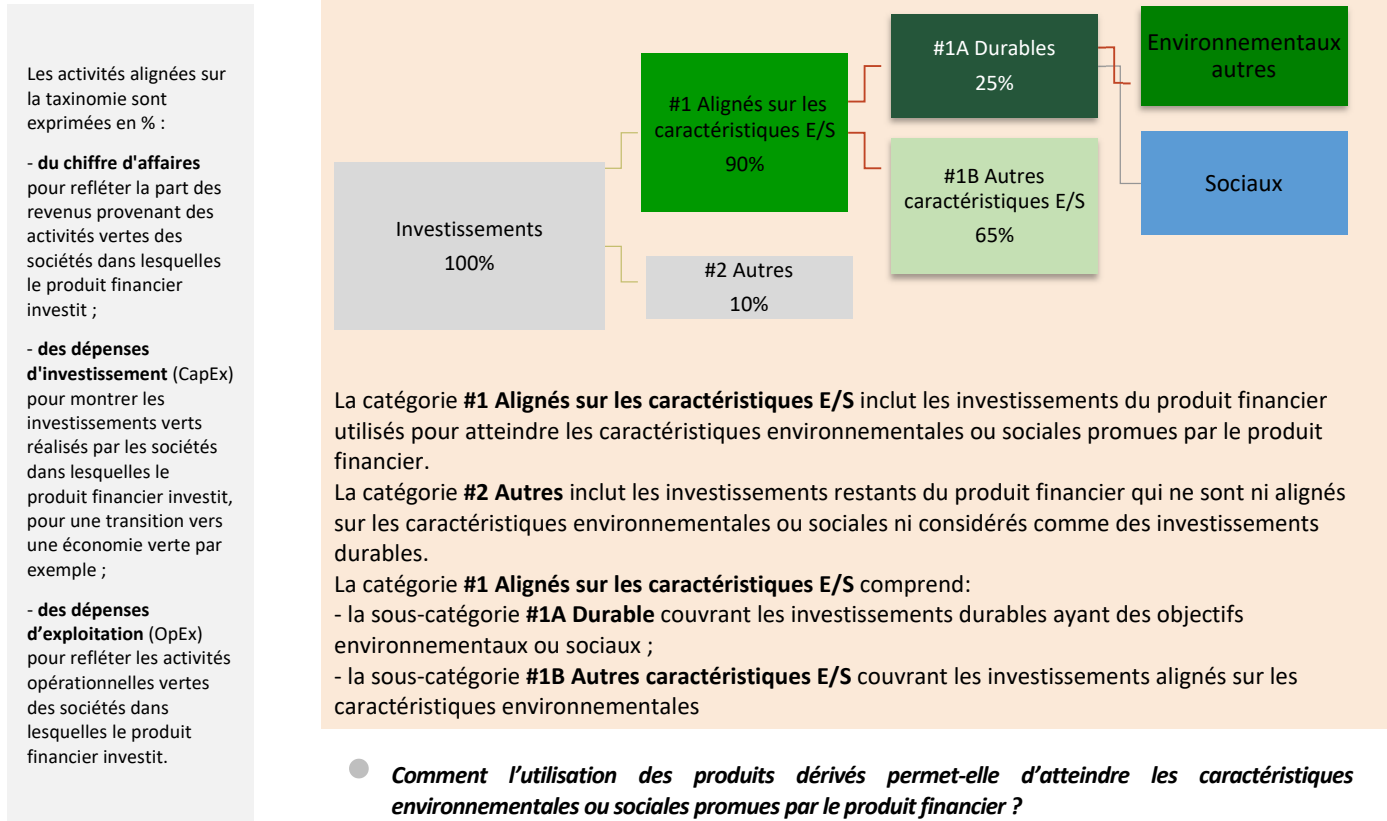 Les activités alignées sur
la taxinomie sont
exprimées en % :
- du chiffre d'affaires
pour refléter la part des
revenus provenant des
activités vertes des
sociétés dans lesquelles
le produit financier
investit ;
- des dépenses
d'investissement (CapEx)
pour montrer les
investissements verts
réalisés par les sociétés
dans lesquelles le
produit financier investit,
pour une transition vers
une économie verte par
exemple ;
- des dépenses
d’exploitation (OpEx)
pour refléter les activités
opérationnelles vertes
des sociétés dans
lesquelles le produit
financier investit.
Investissements
100%
#1 Alignés sur les
caractéristiques E/S
90%
#2 Autres
10%
#1A Durables
25%
#1B Autres
caractéristiques E/S
65%
Environnementaux
autres
Sociaux
La catégorie #1 Alignés sur les caractéristiques E/S inclut les investissements du produit financier
utilisés pour atteindre les caractéristiques environnementales ou sociales promues par le produit
financier.
La catégorie #2 Autres inclut les investissements restants du produit financier qui ne sont ni alignés
sur les caractéristiques environnementales ou sociales ni considérés comme des investissements
durables.
La catégorie #1 Alignés sur les caractéristiques E/S comprend:
- la sous-catégorie #1A Durable couvrant les investissements durables ayant des objectifs
environnementaux ou sociaux ;
- la sous-catégorie #1B Autres caractéristiques E/S couvrant les investissements alignés sur les
caractéristiques environnementales
Comment l’utilisation des produits dérivés permet-elle d’atteindre les caractéristiques
environnementales ou sociales promues par le produit financier ?